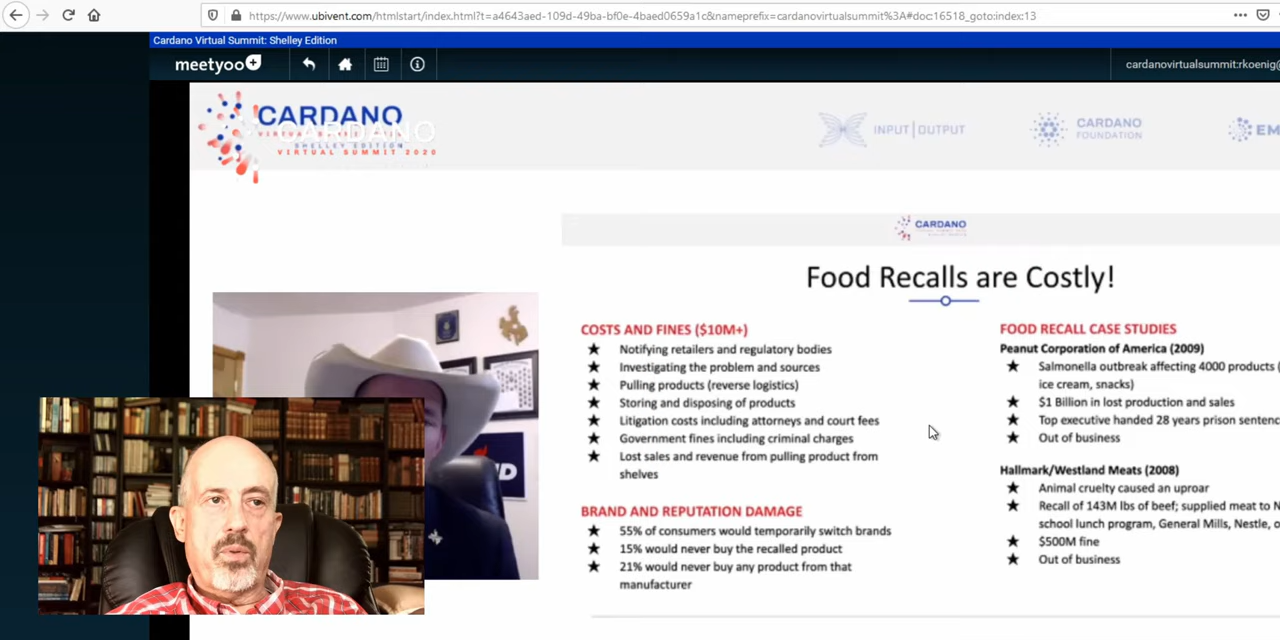 https://www.ubivent.com/htmlstart/index.html?t=a4643aed-109d-49ba-bf0e-4baed0659a1c&nameprefix=cardanovirtualsummit%3A#doc:16518_goto:index:13
Cardano Virtual Summit: Shelley Edition
meetyoo
cardanovirtualsummit:rkoenig@
CARDANO
CARDANO
SHELLEY EDITION
VIRTUAL SUMMIT 2020
INPUT|OUTPUT
CARDANO
FOUNDATION
EM
CARDANO
Food Recalls are Costly!
COSTS AND FINES ($10M+)
★ Notifying retailers and regulatory bodies
★ Investigating the problem and sources
★ Pulling products (reverse logistics)
★ Storing and disposing of products
★ Litigation costs including attorneys and court fees
★ Government fines including criminal charges
★ Lost sales and revenue from pulling product from
shelves
BRAND AND REPUTATION DAMAGE
★ 55% of consumers would temporarily switch brands
★ 15% would never buy the recalled product
★ 21% would never buy any product from that
manufacturer
FOOD RECALL CASE STUDIES
Peanut Corporation of America (2009)
★ Salmonella outbreak affecting 4000 products (
ice cream, snacks)
★ $1 Billion in lost production and sales
★ Top executive handed 28 years prison sentenc
★ Out of business
Hallmark/Westland Meats (2008)
★ Animal cruelty caused an uproar
★ Recall of 143M lbs of beef; supplied meat to N
school lunch program, General Mills, Nestle, o
★ $500M fine
★ Out of business